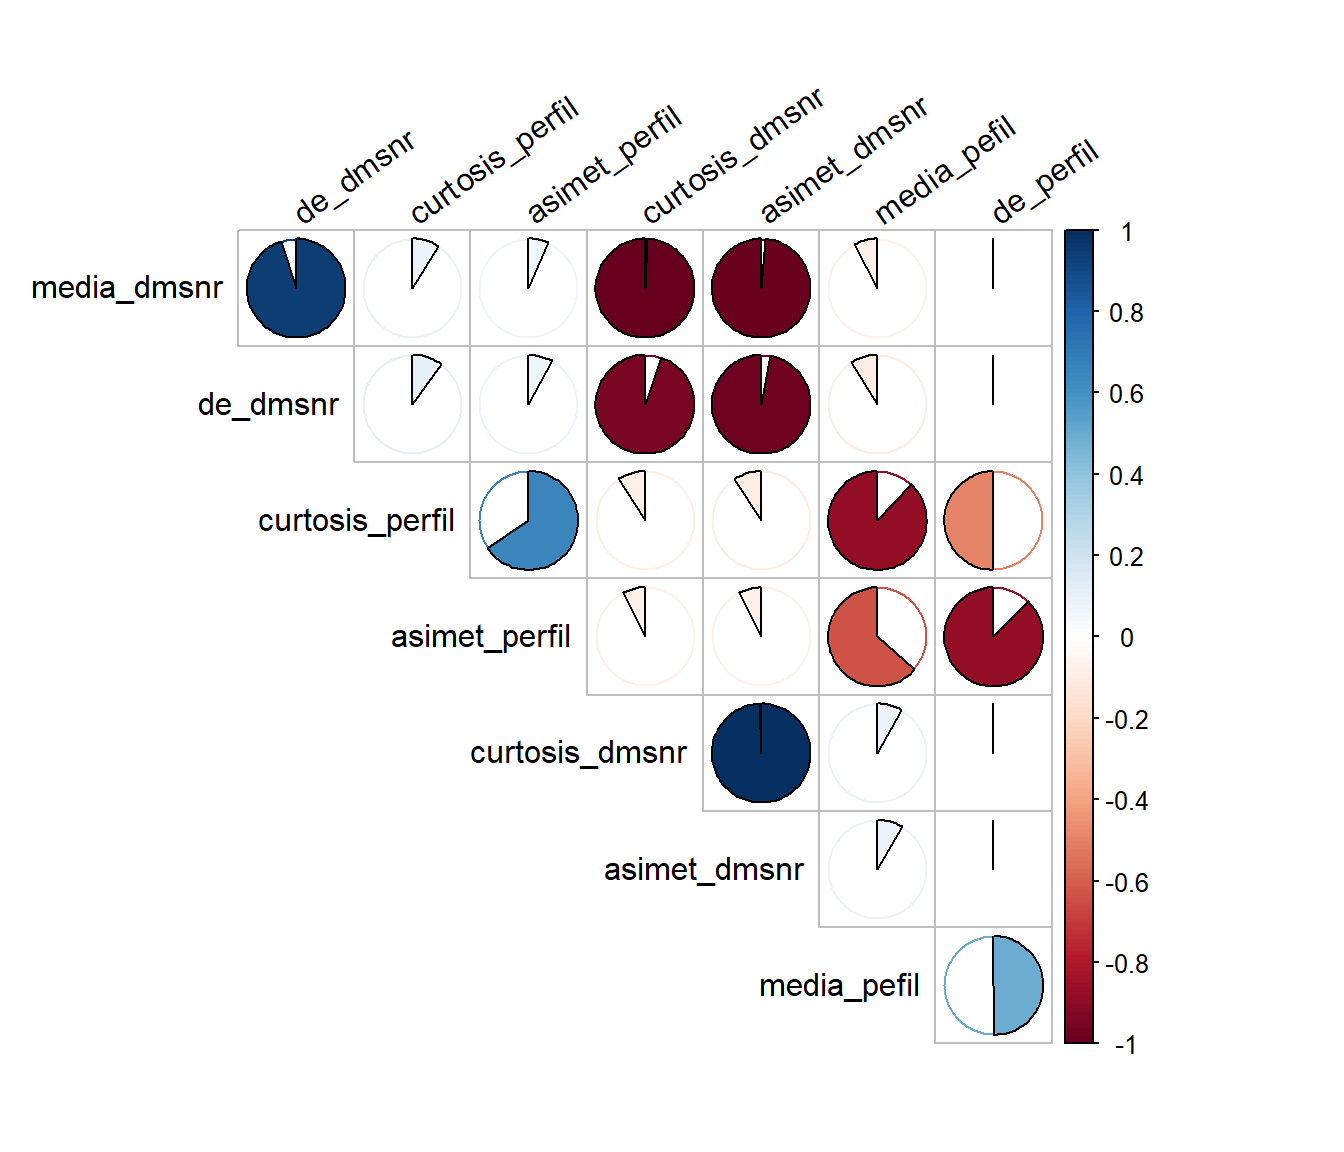 de_dmsnr
curtosis_perfil
asimet_perfil
curtosis_dmsnr
asimet_dmsnr
media_pefil
de_perfil
media_dmsnr
de_dmsnr
curtosis_perfil
asimet_perfil
curtosis_dmsnr
asimet_dmsnr
media_pefil
1
0.8
0.6
0.4
0.2
0
-0.2
-0.4
-0.6
-0.8
-1